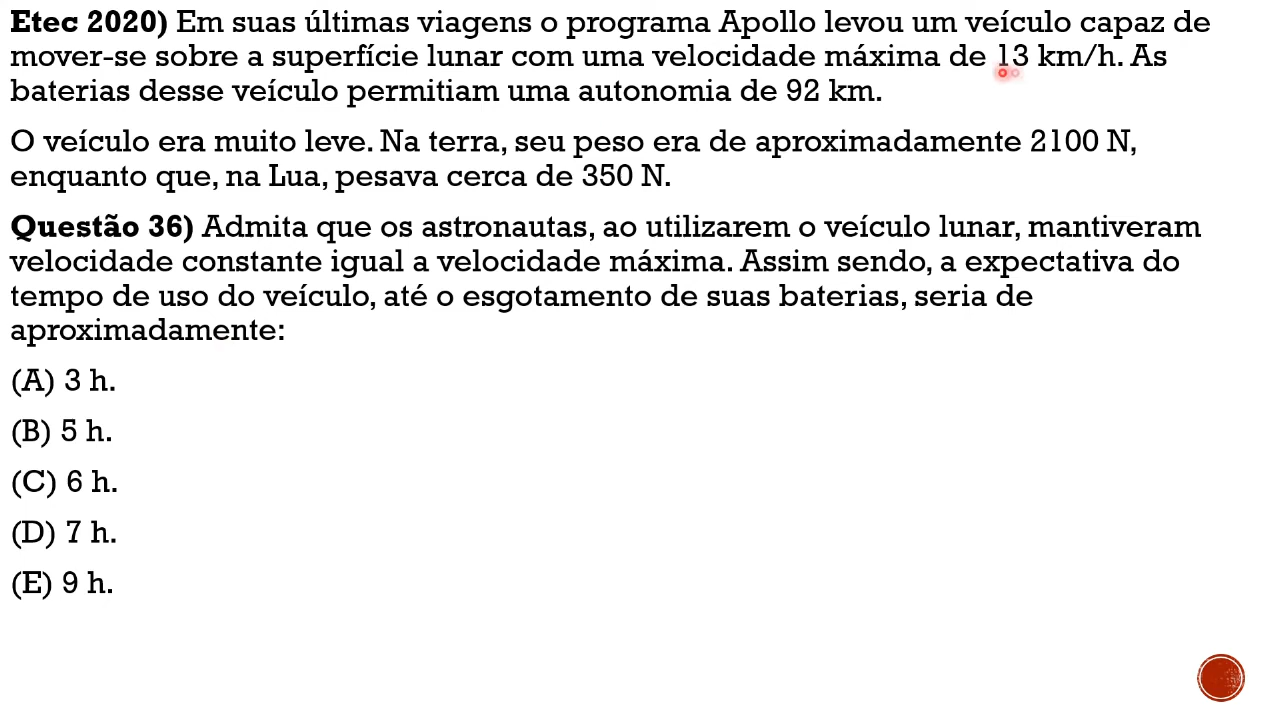 Etec 2020) Em suas últimas viagens o programa Apollo levou um veículo capaz de
mover-se sobre a superfície lunar com uma velocidade máxima de 13 km/h. As
baterias desse veículo permitiam uma autonomia de 92 km.
O veículo era muito leve. Na terra, seu peso era de aproximadamente 2100 N,
enquanto que, na Lua, pesava cerca de 350 N.
Questão 36) Admita que os astronautas, ao utilizarem o veículo lunar, mantiveram
velocidade constante igual a velocidade máxima. Assim sendo, a expectativa do
tempo de uso do veículo, até o esgotamento de suas baterias, seria de
aproximadamente:
(A) 3 h.
(B) 5 h.
(C) 6 h.
(D) 7 h.
(E) 9 h.